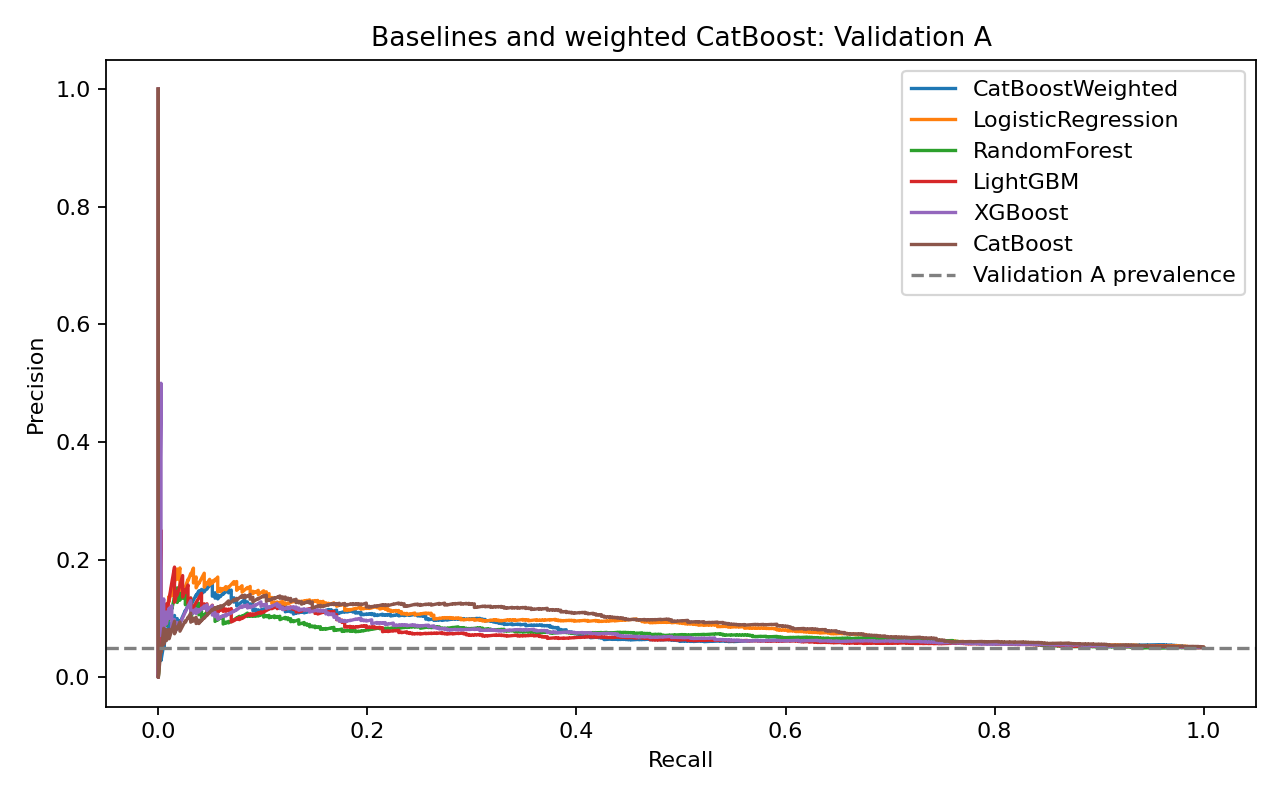 Baselines and weighted CatBoost: Validation A
Precision
1.0
0.8
0.6
0.4
0.2
0.0
CatBoostWeighted
LogisticRegression
RandomForest
LightGBM
XGBoost
CatBoost
Validation A prevalence
0.0 0.2 0.4 0.6 0.8 1.0
Recall